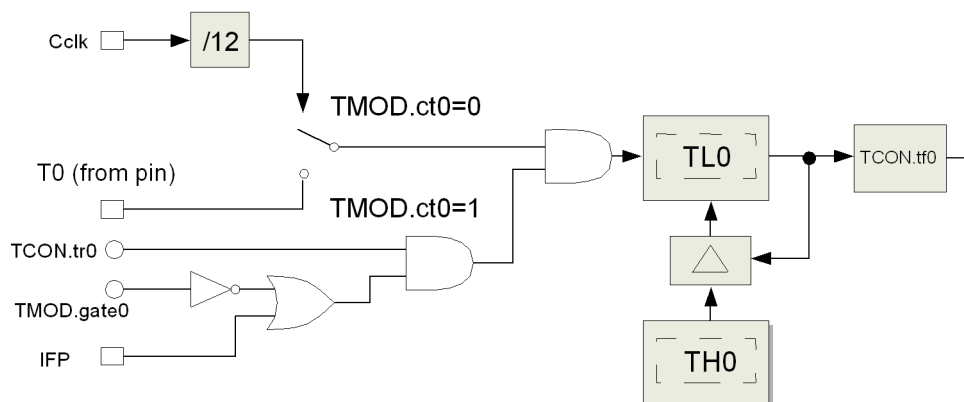 Cclk
/12
TMOD.ct0=0
T0 (from pin)
TMOD.ct0=1
TL0
TCON.tf0
TCON.tr0
TMOD.gate0
IFP
TH0